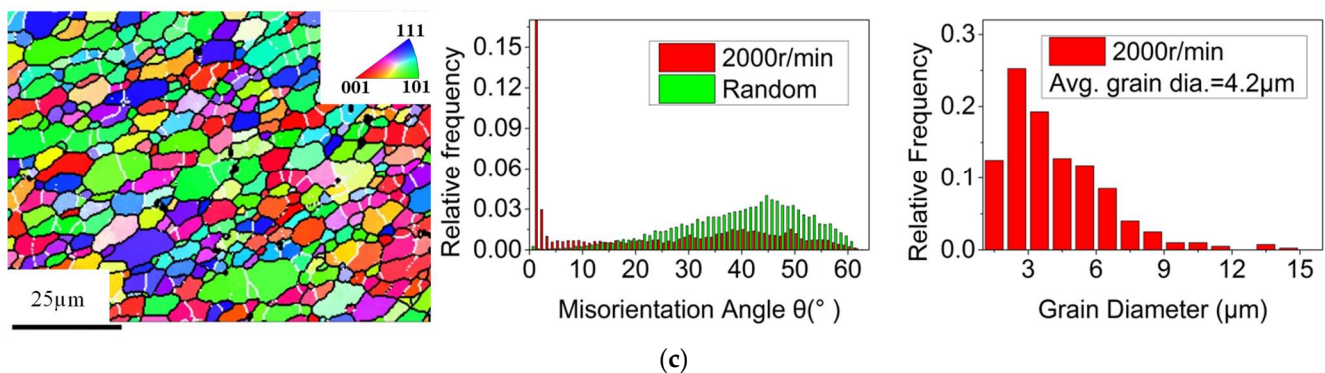 111
001 101
25μm
Relative frequency
0.15
0.12
0.09
0.06
0.03
0.00
2000r/min
Random
0 10 20 30 40 50 60
Misorientation Angle θ(° )
Relative Frequency
0.3
0.2
0.1
0.0
2000r/min
Avg. grain dia.=4.2μm
3 6 9 12 15
Grain Diameter (μm)
(c)